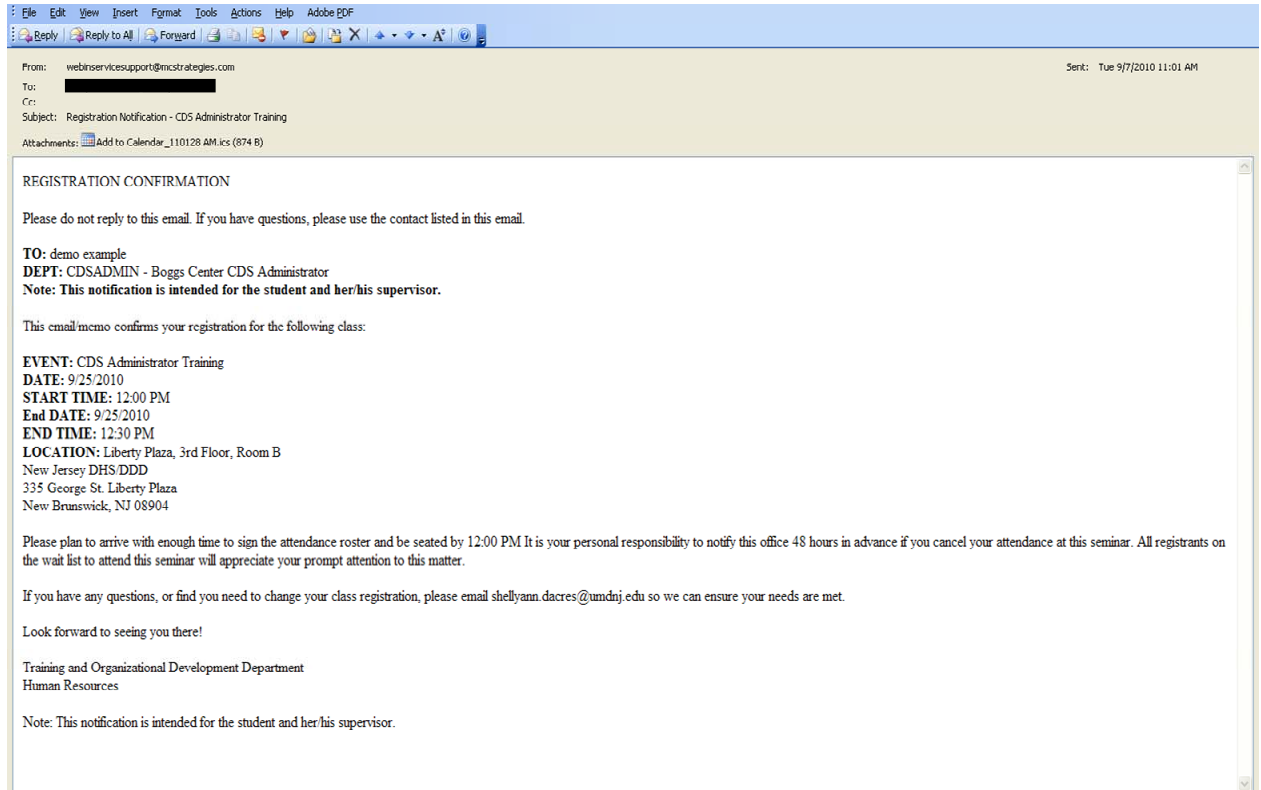 File Edit View Insert Format Tools Actions Help Adobe PDF
Reply Reply to All Forward
From: webinservicesupport@mcstrategies.com Sent: Tue 9/7/2010 11:01 AM
To:
Cc:
Subject: Registration Notification - CDS Administrator Training
Attachments: Add to Calendar_110128 AM.ics (874 B)
REGISTRATION CONFIRMATION
Please do not reply to this email. If you have questions, please use the contact listed in this email.
TO: demo example
DEPT: CDSADMIN - Boggs Center CDS Administrator
Note: This notification is intended for the student and her/his supervisor.
This email/memo confirms your registration for the following class:
EVENT: CDS Administrator Training
DATE: 9/25/2010
START TIME: 12:00 PM
End DATE: 9/25/2010
END TIME: 12:30 PM
LOCATION: Liberty Plaza, 3rd Floor, Room B
New Jersey DHS/DDD
335 George St. Liberty Plaza
New Brunswick, NJ 08904
Please plan to arrive with enough time to sign the attendance roster and be seated by 12:00 PM It is your personal responsibility to notify this office 48 hours in advance if you cancel your attendance at this seminar. All registrants on
the wait list to attend this seminar will appreciate your prompt attention to this matter.
If you have any questions, or find you need to change your class registration, please email shellyann.dacres@umdnj.edu so we can ensure your needs are met.
Look forward to seeing you there!
Training and Organizational Development Department
Human Resources
Note: This notification is intended for the student and her/his supervisor.